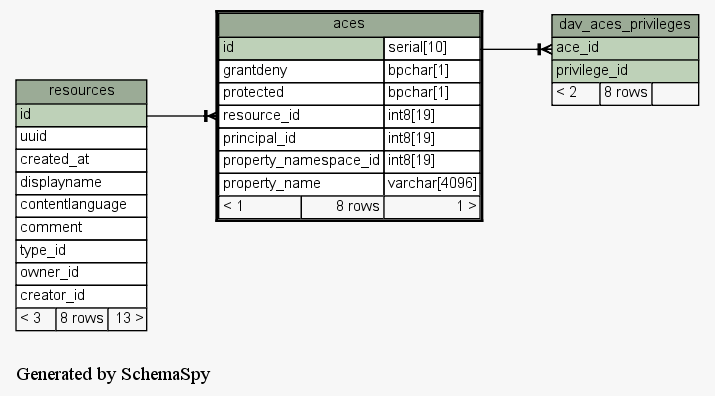 resources
id
uuid
created_at
displayname
contentlanguage
comment
type_id
owner_id
creator_id
< 3 8 rows 13 >
aces
id serial[10]
grantdeny bpchar[1]
protected bpchar[1]
resource_id int8[19]
principal_id int8[19]
property_namespace_id int8[19]
property_name varchar[4096]
< 1 8 rows 1 >
dav_aces_privileges
ace_id
privilege_id
< 2 8 rows
Generated by SchemaSpy